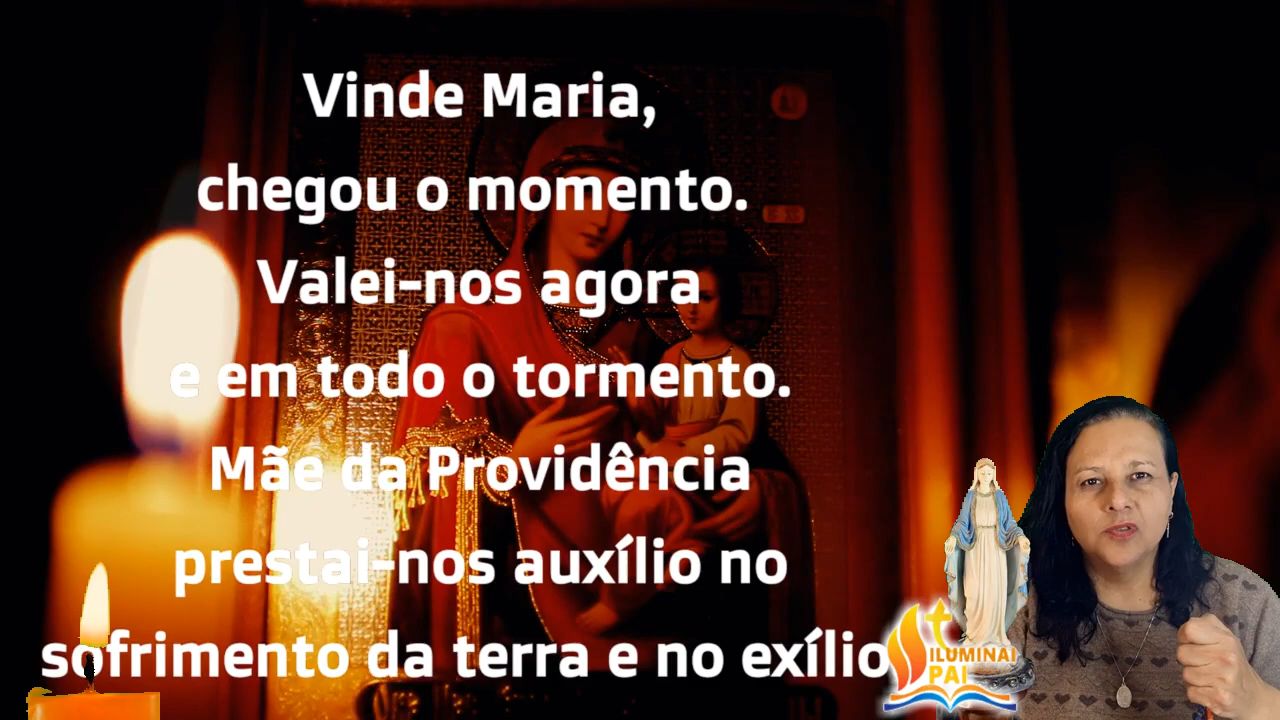 Vinde Maria,
chegou o momento.
Valei-nos agora
e em todo o tormento.
Mãe da Providência
prestai-nos auxílio no
sofrimento da terra e no exílio
ILUMINAI
PAI